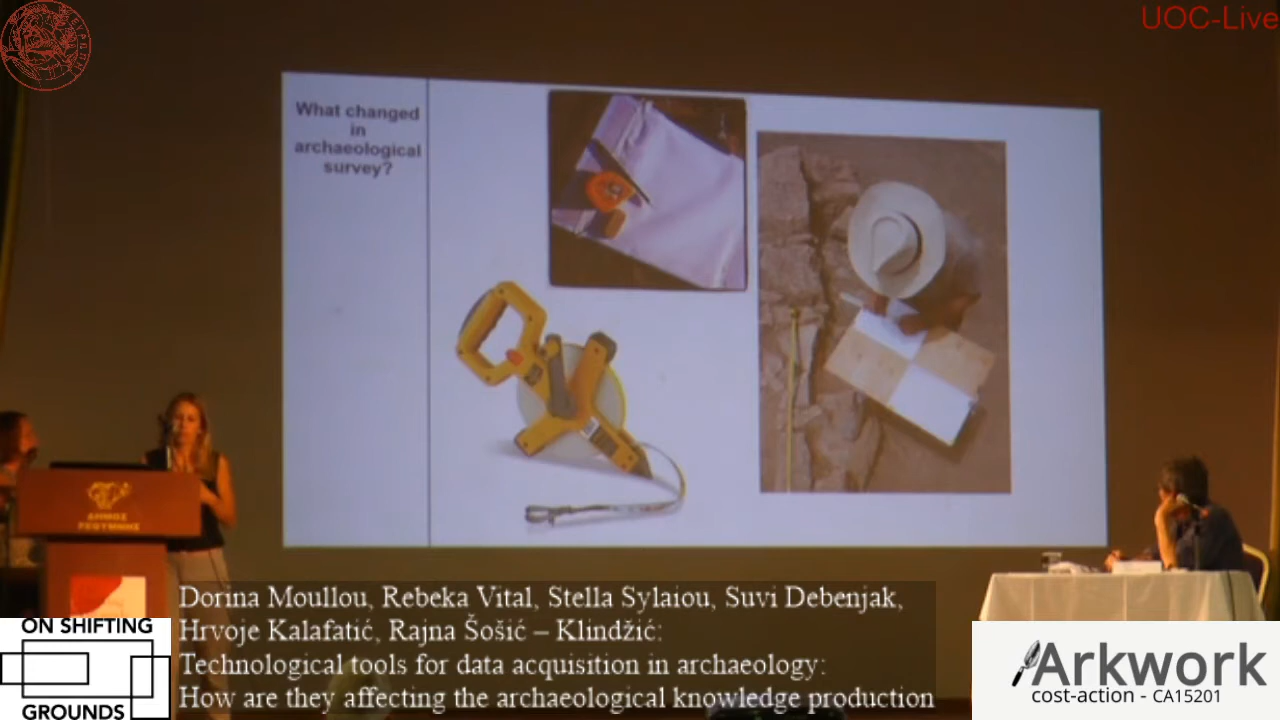 UOC-Live
What changed
in
archaeological
survey?
ΔΗΜΟΣ
ΡΕΘΥΜΝΗΣ
Dorina Moullou, Rebeka Vital, Stella Sylaiou, Suvi Debenjak,
Hrvoje Kalafatić, Rajna Šošić – Klindžić:
Technological tools for data acquisition in archaeology:
How are they affecting the archaeological knowledge production
ON SHIFTING
GROUNDS
Arkwork
cost-action - CA15201